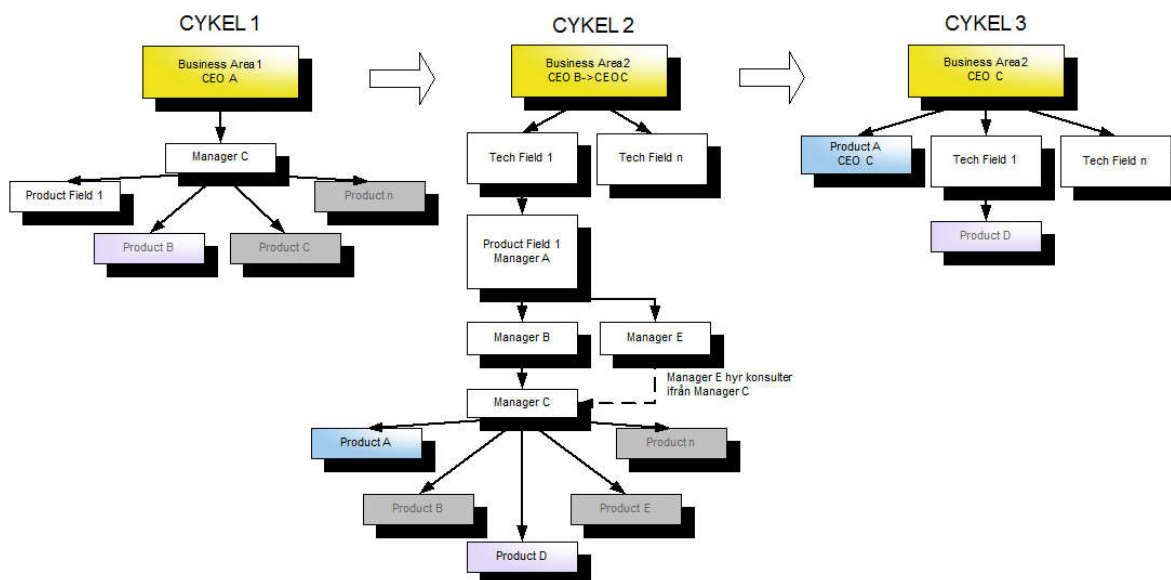 CYKEL 1
Business Area1
CEO A
Manager C
Product Field 1
Product n
Product B
Product C
CYKEL 2
Business Area2
CEO B->CEO C
Tech Field 1
Tech Field n
Product Field 1
Manager A
Manager B
Manager E
Manager E hyr konsulter
ifrån Manager C
Manager C
Product A
Product n
Product B
Product E
Product D
CYKEL 3
Business Area2
CEO C
Product A
CEO C
Tech Field 1
Tech Field n
Product D